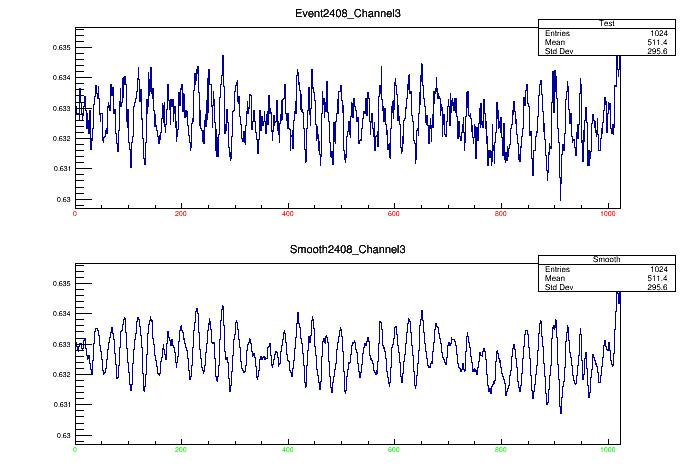 Event2408_Channel3
Test
Entries 1024
Mean 511.4
Std Dev 295.6
0.635
0.634
0.633
0.632
0.631
0.63
0 200 400 600 800 1000
Smooth2408_Channel3
Smooth
Entries 1024
Mean 511.4
Std Dev 295.6
0.635
0.634
0.633
0.632
0.631
0.63
0 200 400 600 800 1000